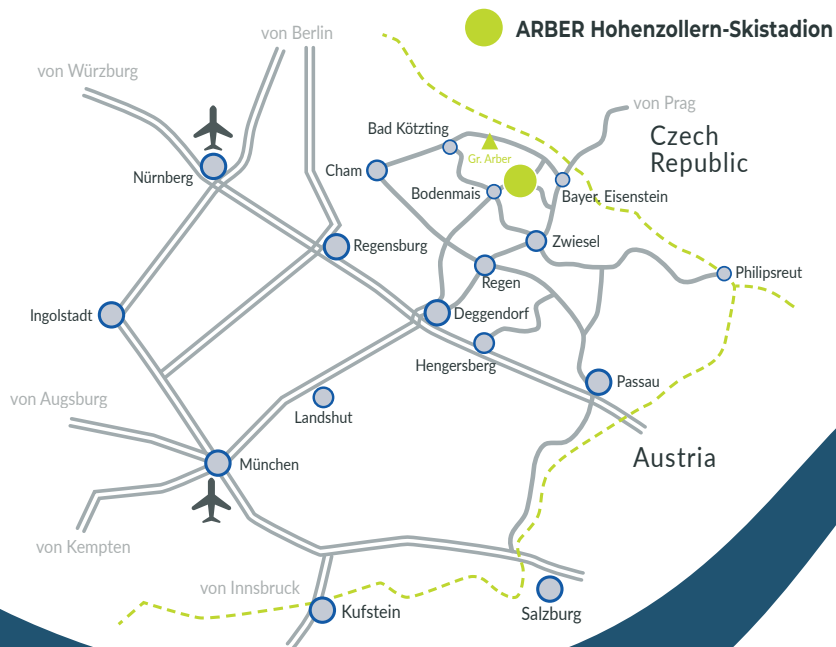 ARBER Hohenzollern-Skistadion
von Berlin
von Würzburg
von Prag
Bad Kötzting
Czech
Republic
Gr. Arber
Cham
Nürnberg
Bodenmais
Bayer. Eisenstein
Regensburg
Zwiesel
Philipsreut
Regen
Ingolstadt
Deggendorf
Hengersberg
Passau
von Augsburg
Landshut
Austria
München
von Kempten
von Innsbruck
Kufstein
Salzburg